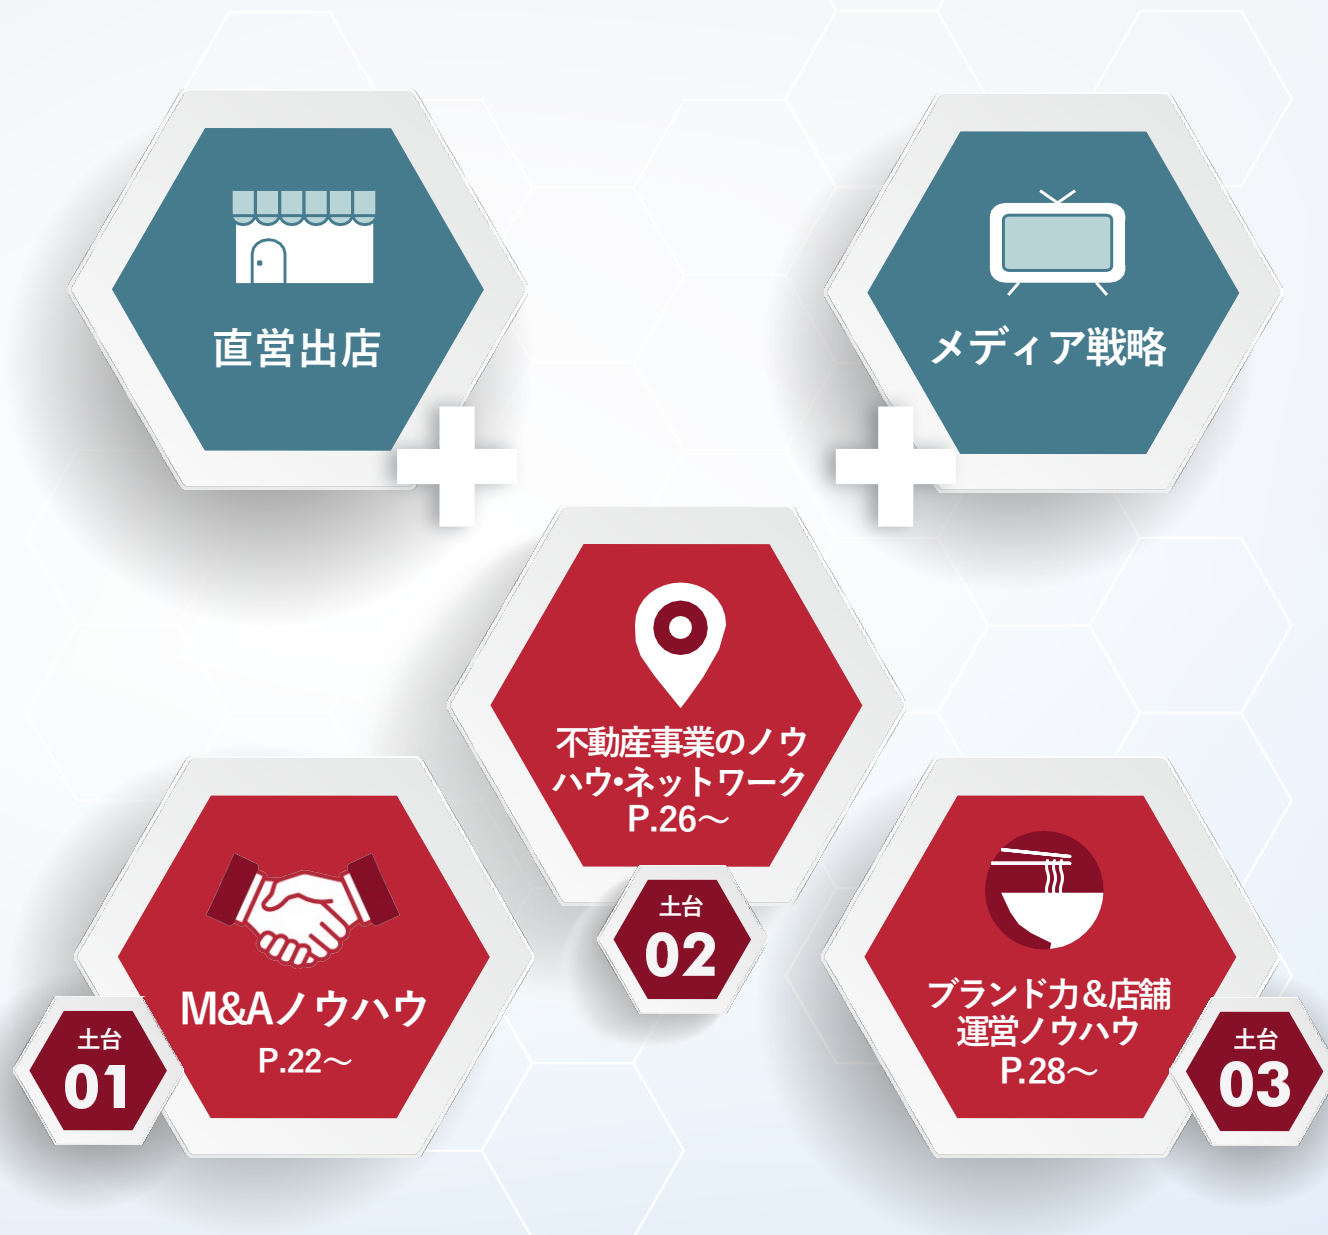 直営出店
メディア戦略
不動産事業のノウ
ハウ・ネットワーク
P.26～
土台
02
M&Aノウハウ
P.22～
土台
01
ブランド力＆店舗
運営ノウハウ
P.28～
土台
03